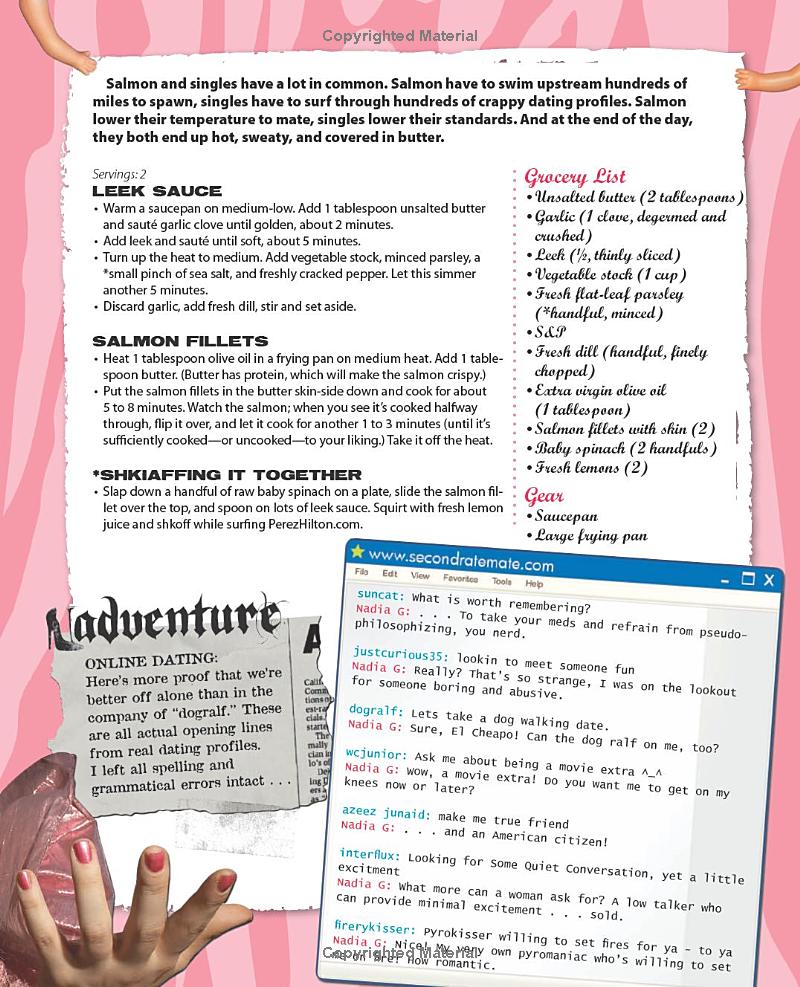 Copyrighted Material
Salmon and singles have a lot in common. Salmon have to swim upstream hundreds of
miles to spawn, singles have to surf through hundreds of crappy dating profiles. Salmon
lower their temperature to mate, singles lower their standards. And at the end of the day,
they both end up hot, sweaty, and covered in butter.
Servings: 2
LEEK SAUCE
• Warm a saucepan on medium-low. Add 1 tablespoon unsalted butter
and sauté garlic clove until golden, about 2 minutes.
• Add leek and sauté until soft, about 5 minutes.
• Turn up the heat to medium. Add vegetable stock, minced parsley, a
*small pinch of sea salt, and freshly cracked pepper. Let this simmer
another 5 minutes.
• Discard garlic, add fresh dill, stir and set aside.
SALMON FILLETS
• Heat 1 tablespoon olive oil in a frying pan on medium heat. Add 1 table-
spoon butter. (Butter has protein, which will make the salmon crispy.)
• Put the salmon fillets in the butter skin-side down and cook for about
5 to 8 minutes. Watch the salmon; when you see it's cooked halfway
through, flip it over, and let it cook for another 1 to 3 minutes (until it's
sufficiently cooked—or uncooked—to your liking.) Take it off the heat.
*SHKIAFFING IT TOGETHER
• Slap down a handful of raw baby spinach on a plate, slide the salmon fil-
let over the top, and spoon on lots of leek sauce. Squirt with fresh lemon
juice and shkoff while surfing PerezHilton.com.
Grocery List
• Unsalted butter (2 tablespoons)
• Garlic (1 clove, degermed and
crushed)
• Leek (½, thinly sliced)
• Vegetable stock (1 cup)
• Fresh flat-leaf parsley
(*handful, minced)
• S&P
• Fresh dill (handful, finely
chopped)
• Extra virgin olive oil
(1 tablespoon)
• Salmon fillets with skin (2)
• Baby spinach (2 handfuls)
• Fresh lemons (2)
Gear
• Saucepan
• Large frying pan
Nadventure
ONLINE DATING:
Here's more proof that we're
better off alone than in the
company of "dogralf." These
are all actual opening lines
from real dating profiles.
I left all spelling and
grammatical errors intact . . .
www.secondratemate.com
File Edit View Favorites Tools Help
suncat: What is worth remembering?
Nadia G: . . . To take your meds and refrain from pseudo-
philosophizing, you nerd.
justcurious35: lookin to meet someone fun
Nadia G: Really? That's so strange, I was on the lookout
for someone boring and abusive.
dogralf: Lets take a dog walking date.
Nadia G: Sure, El Cheapo! Can the dog ralf on me, too?
wcjunior: Ask me about being a movie extra ^_^
Nadia G: Wow, a movie extra! Do you want me to get on my
knees now or later?
azeez junaid: make me true friend
Nadia G: . . . and an American citizen!
interflux: Looking for Some Quiet Conversation, yet a little
excitment
Nadia G: What more can a woman ask for? A low talker who
can provide minimal excitement . . . sold.
firerykisser: Pyrokisser willing to set fires for ya – to ya
Nadia G: Nice! My very own pyromaniac who's willing to set
me on fire! How romantic.
Copyrighted Material